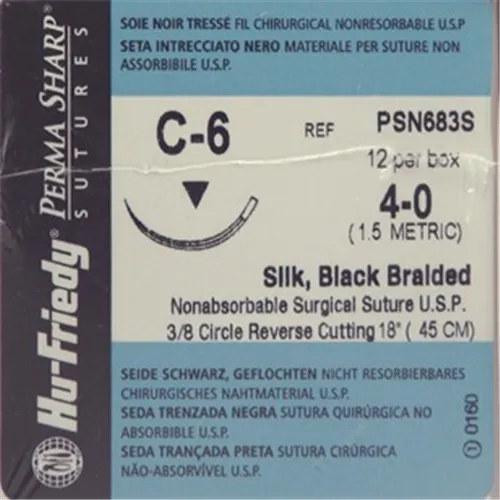 SOIE NOIR TRESSÉ FIL CHIRURGICAL NONRESORBABLE U.S.P
SETA INTRECCIATO NERO MATERIALE PER SUTURE NON
ASSORBIBILE U.S.P.
C-6
REF PSN683S
12 per box
4-0
(1.5 METRIC)
Silk, Black Braided
Nonabsorbable Surgical Suture U.S.P.
3/8 Circle Reverse Cutting 18" ( 45 CM)
SEIDE SCHWARZ, GEFLOCHTEN NICHT RESORBIERBARES
CHIRURGISCHES NAHTMATERIAL U.S.P.
SEDA TRENZADA NEGRA SUTURA QUIRÚRGICA NO
ABSORBIBLE U.S.P.
SEDA TRANÇADA PRETA SUTURA CIRÚRGICA
NÃO-ABSORVÍVEL U.S.P.
1 0160
Hu-Friedy®
PERMA SHARP®
SUTURES